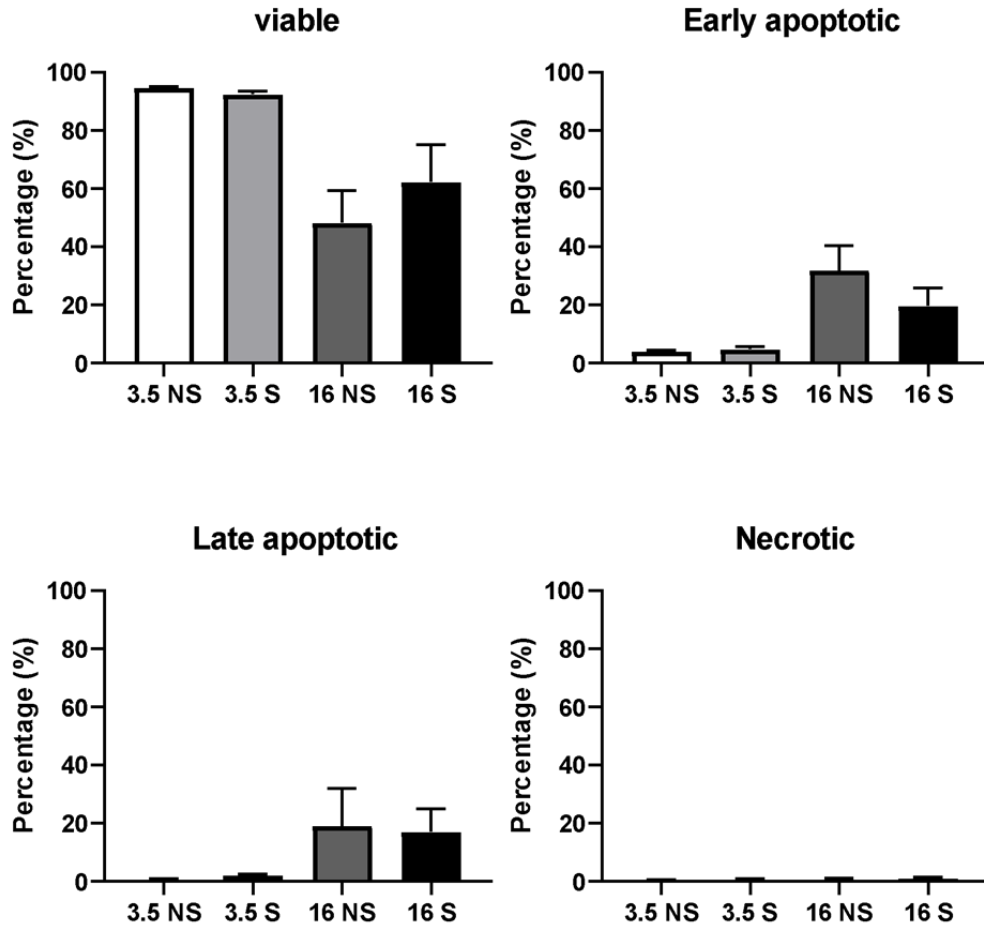 viable
Percentage (%)
100
80
60
40
20
0
3.5 NS
3.5 S
16 NS
16 S
Early apoptotic
Percentage (%)
100
80
60
40
20
0
3.5 NS
3.5 S
16 NS
16 S
Late apoptotic
Percentage (%)
100
80
60
40
20
0
3.5 NS
3.5 S
16 NS
16 S
Necrotic
Percentage (%)
100
80
60
40
20
0
3.5 NS
3.5 S
16 NS
16 S